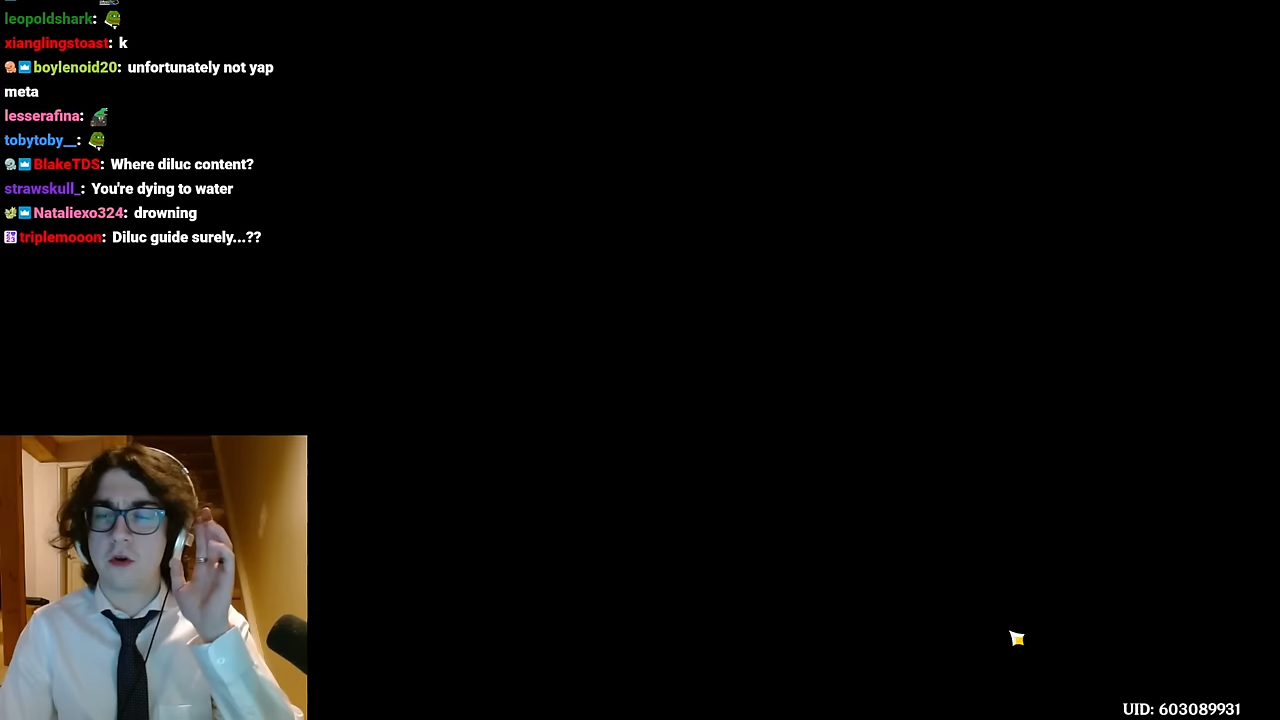 leopoldshark:
xianglingstoast: k
boylenoid20: unfortunately not yap
meta
lesserafina:
tobytoby__:
BlakeTDS: Where diluc content?
strawskull_: You're dying to water
Nataliexo324: drowning
triplemooon: Diluc guide surely...??
UID: 603089931